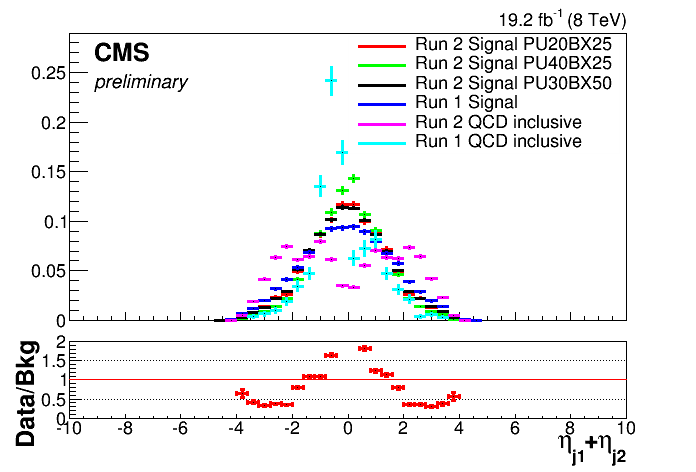 19.2 fb⁻¹ (8 TeV)
CMS
preliminary
Run 2 Signal PU20BX25
Run 2 Signal PU40BX25
Run 2 Signal PU30BX50
Run 1 Signal
Run 2 QCD inclusive
Run 1 QCD inclusive
0.25
0.2
0.15
0.1
0.05
0
Data/Bkg
2
1.5
1
0.5
0
-10 -8 -6 -4 -2 0 2 4 6 8 10
η_j1+η_j2